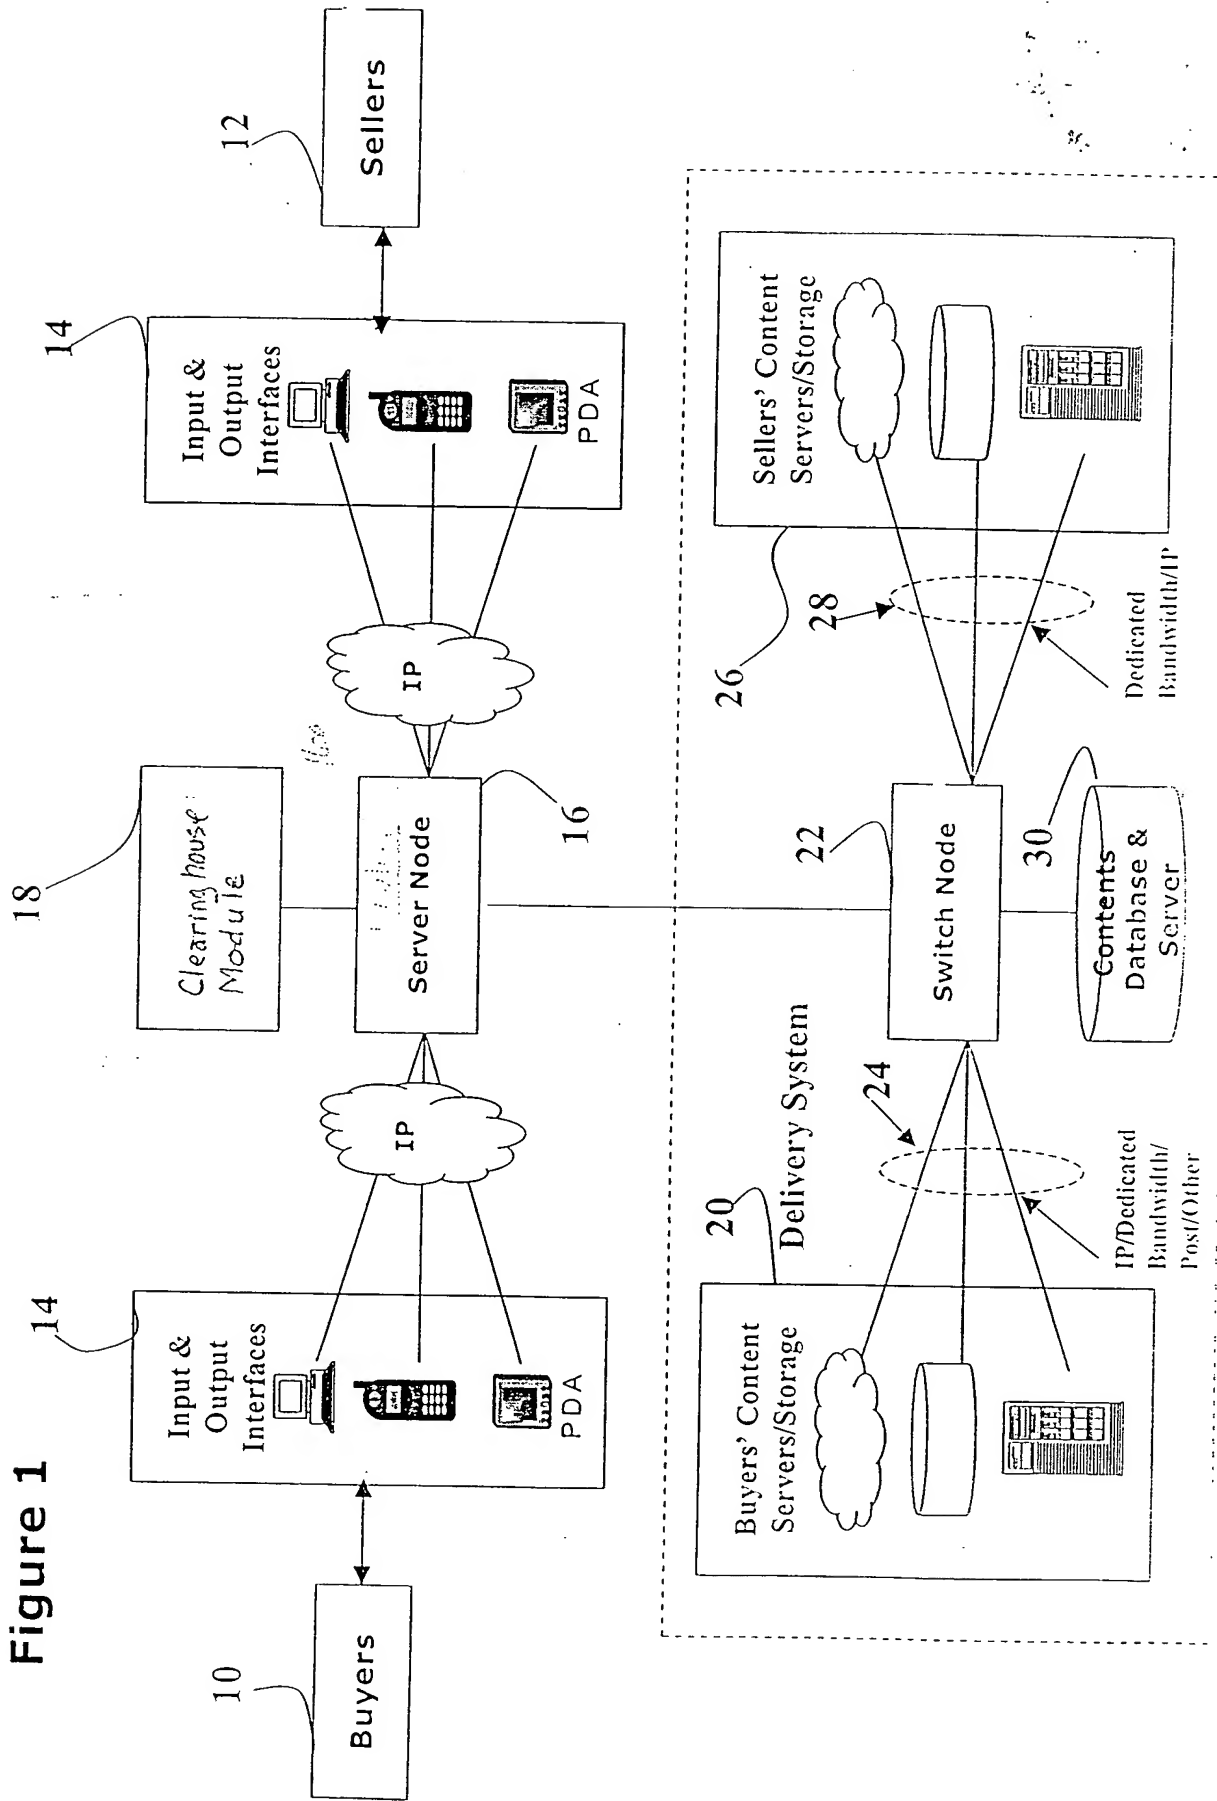 Figure 1
18
Clearinghouse
Module
14
14
12
10
Buyers
Input &
Output
Interfaces
PDA
IP
Server Node
16
IP
Input &
Output
Interfaces
PDA
Sellers
20
Delivery System
Buyers' Content
Servers/Storage
24
IP/Dedicated
Bandwidth/
Post/Other
22
Switch Node
30
Contents
Database &
Server
26
28
Dedicated
Bandwidth/IP
Sellers' Content
Servers/Storage